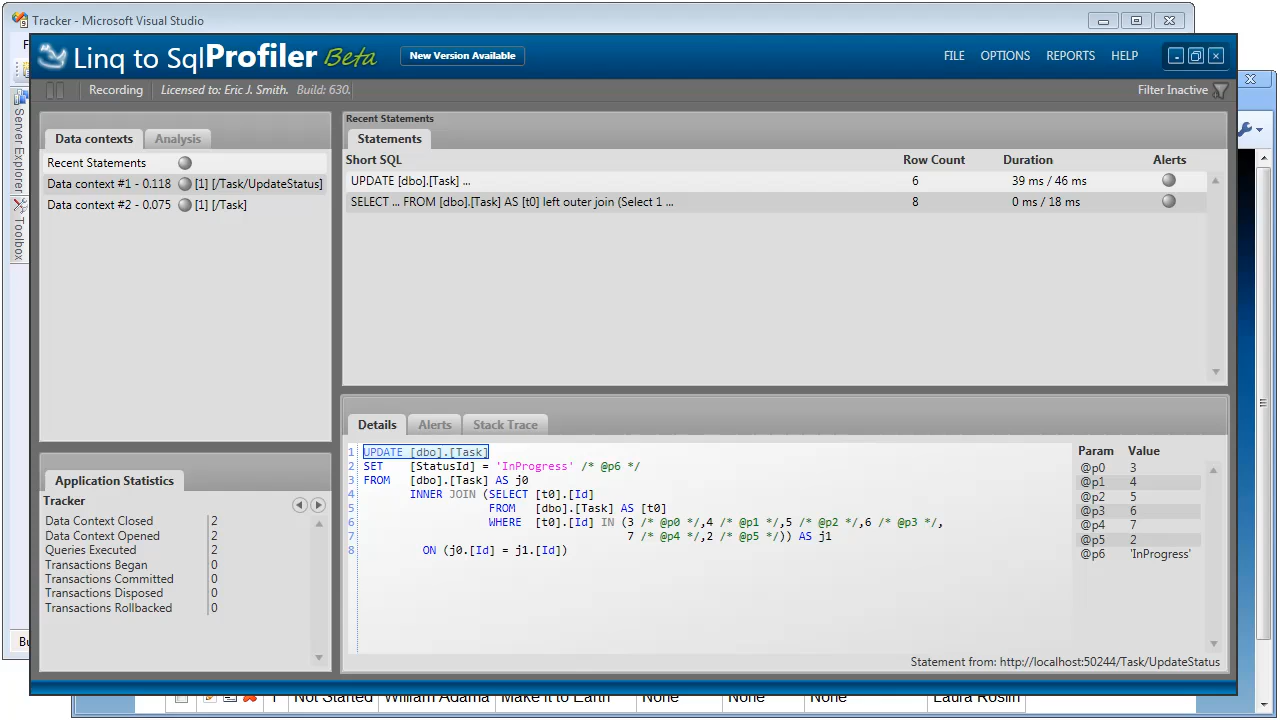 Tracker - Microsoft Visual Studio
F
Linq to SqlProfiler Beta
New Version Available
FILE OPTIONS REPORTS HELP
Recording
Licensed to: Eric J. Smith. Build: 630.
Filter Inactive
Server Explorer
Toolbox
Data contexts Analysis
Recent Statements
Data context #1 - 0.118 [1] [/Task/UpdateStatus]
Data context #2 - 0.075 [1] [/Task]
Recent Statements
Statements
Short SQL Row Count Duration Alerts
UPDATE [dbo].[Task] ... 6 39 ms / 46 ms
SELECT ... FROM [dbo].[Task] AS [t0] left outer join (Select 1 ... 8 0 ms / 18 ms
Application Statistics
Tracker
Data Context Closed 2
Data Context Opened 2
Queries Executed 2
Transactions Began 0
Transactions Committed 0
Transactions Disposed 0
Transactions Rollbacked 0
Details Alerts Stack Trace
1 UPDATE [dbo].[Task]
2 SET [StatusId] = 'InProgress' /* @p6 */
3 FROM [dbo].[Task] AS j0
4 INNER JOIN (SELECT [t0].[Id]
5 FROM [dbo].[Task] AS [t0]
6 WHERE [t0].[Id] IN (3 /* @p0 */,4 /* @p1 */,5 /* @p2 */,6 /* @p3 */,
7 7 /* @p4 */,2 /* @p5 */)) AS j1
8 ON (j0.[Id] = j1.[Id])
Param Value
@p0 3
@p1 4
@p2 5
@p3 6
@p4 7
@p5 2
@p6 'InProgress'
Statement from: http://localhost:50244/Task/UpdateStatus
Bu
Not Started William Adama Make it to Earth None None None Laura Roslin